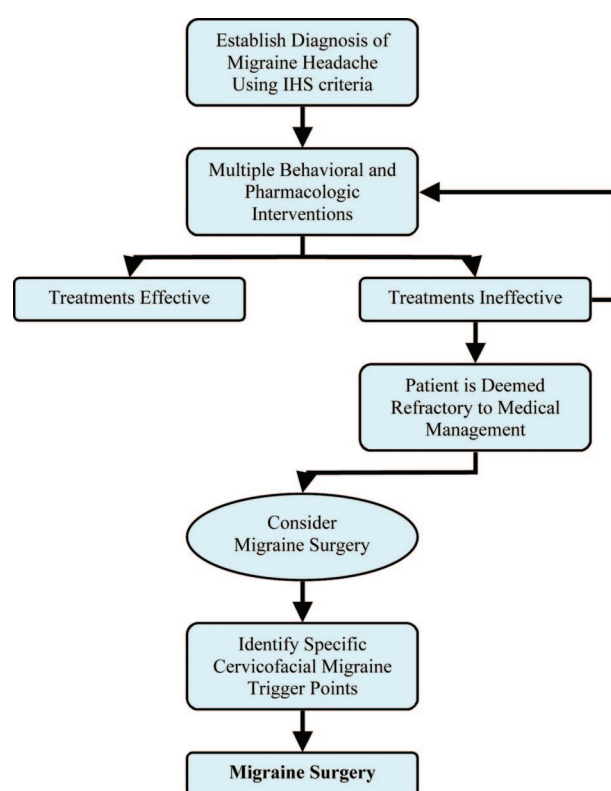 Establish Diagnosis of
Migraine Headache
Using IHS criteria
Multiple Behavioral and
Pharmacologic
Interventions
Treatments Effective
Treatments Ineffective
Patient is Deemed
Refractory to Medical
Management
Consider
Migraine Surgery
Identify Specific
Cervicofacial Migraine
Trigger Points
Migraine Surgery